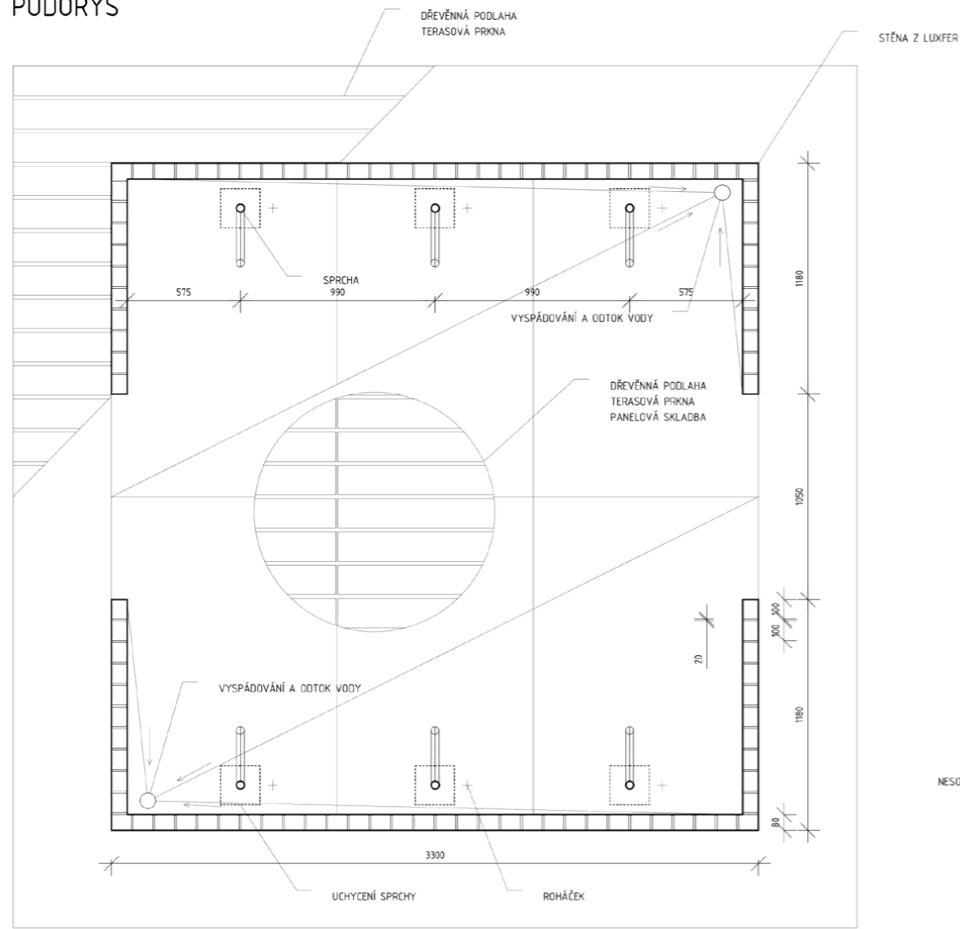 PŮDORYS
DŘEVĚNNÁ PODLAHA
TERASOVÁ PRKNA
STĚNA Z LUXFER
SPRCHA
575
990
990
575
VYSPÁDOVÁNÍ A ODTOK VODY
1180
DŘEVĚNNÁ PODLAHA
TERASOVÁ PRKNA
PANELOVÁ SKLADBA
1050
100
100
20
VYSPÁDOVÁNÍ A ODTOK VODY
1180
NESO
80
3300
UCHYCENÍ SPRCHY
ROHÁČEK